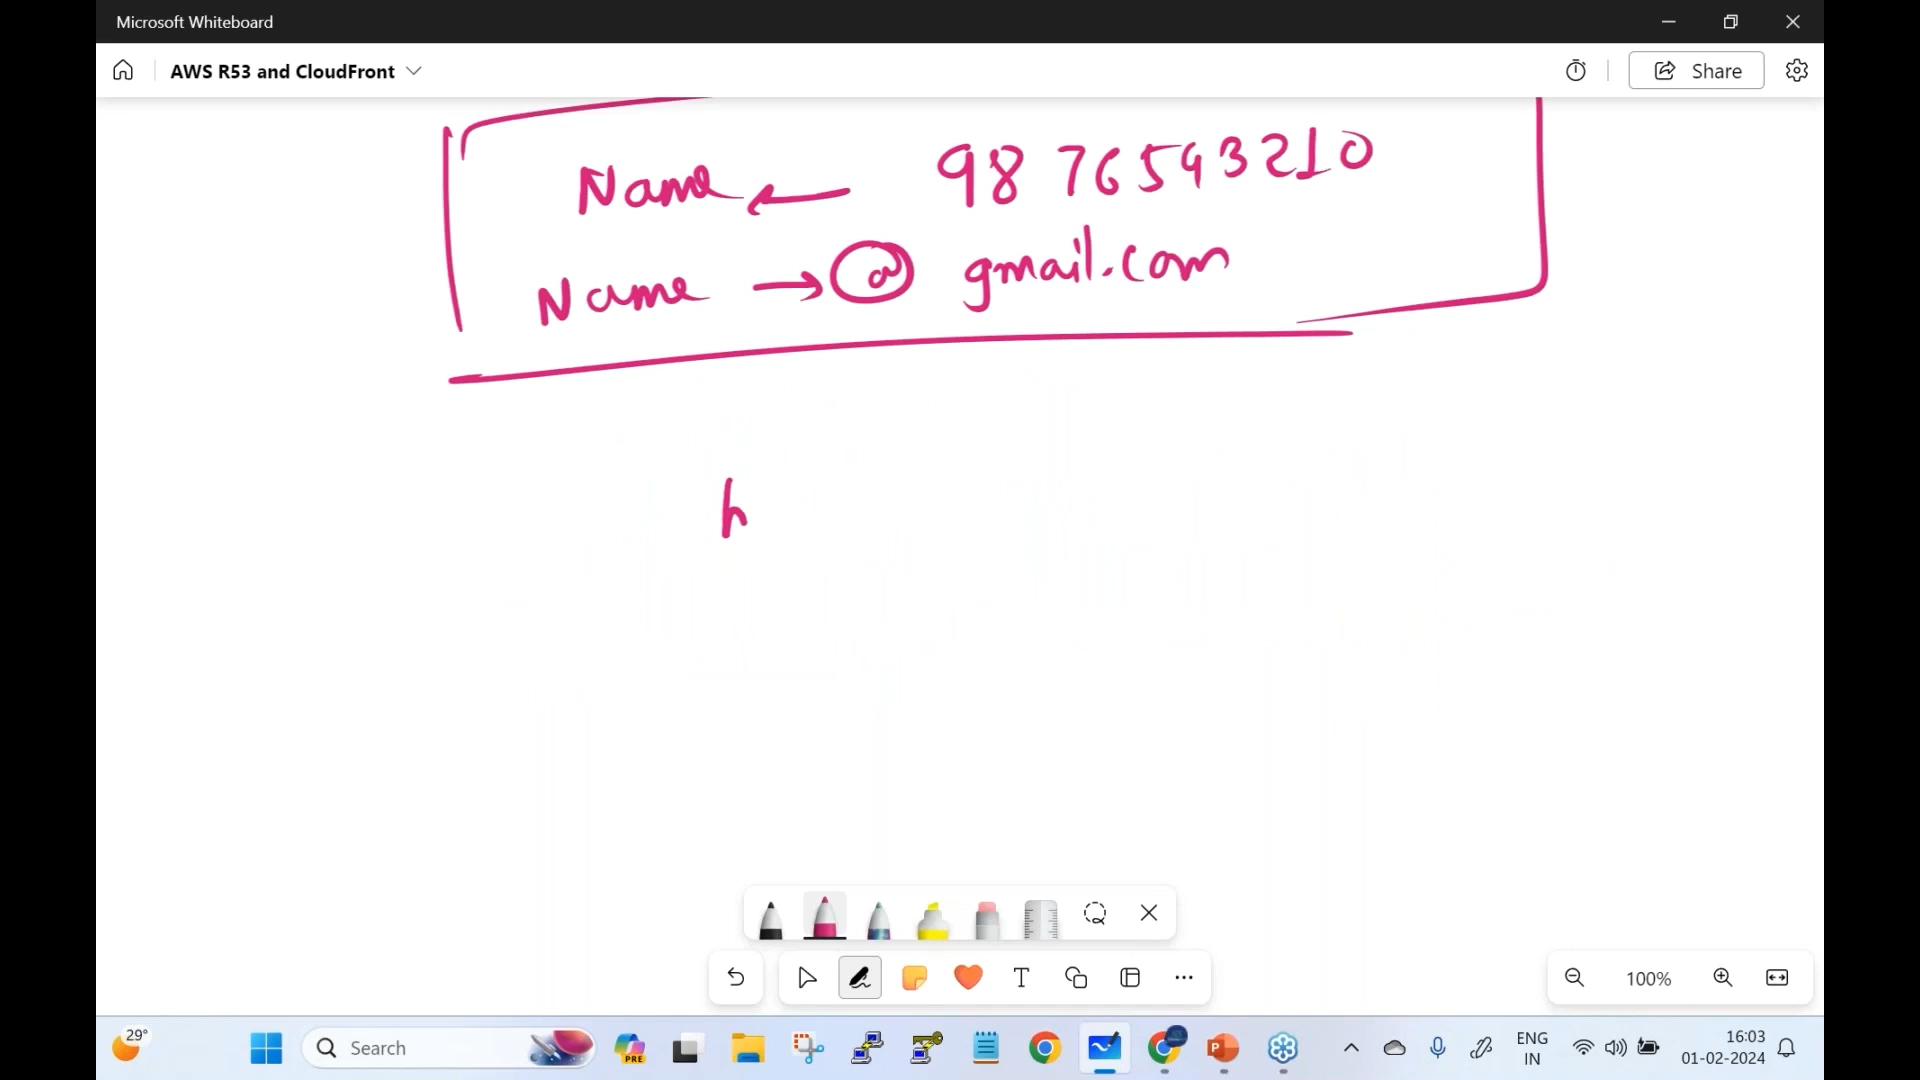 Microsoft Whiteboard
AWS R53 and CloudFront
Share
Name ← 9876543210
Name → @ gmail.com
h
100%
29°
Search
PRE
ENG
IN
16:03
01-02-2024